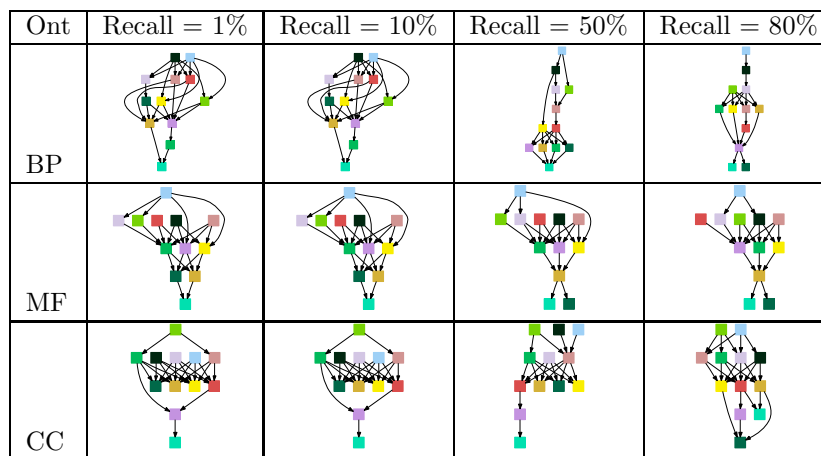 Ont Recall = 1% Recall = 10% Recall = 50% Recall = 80%
BP
MF
CC